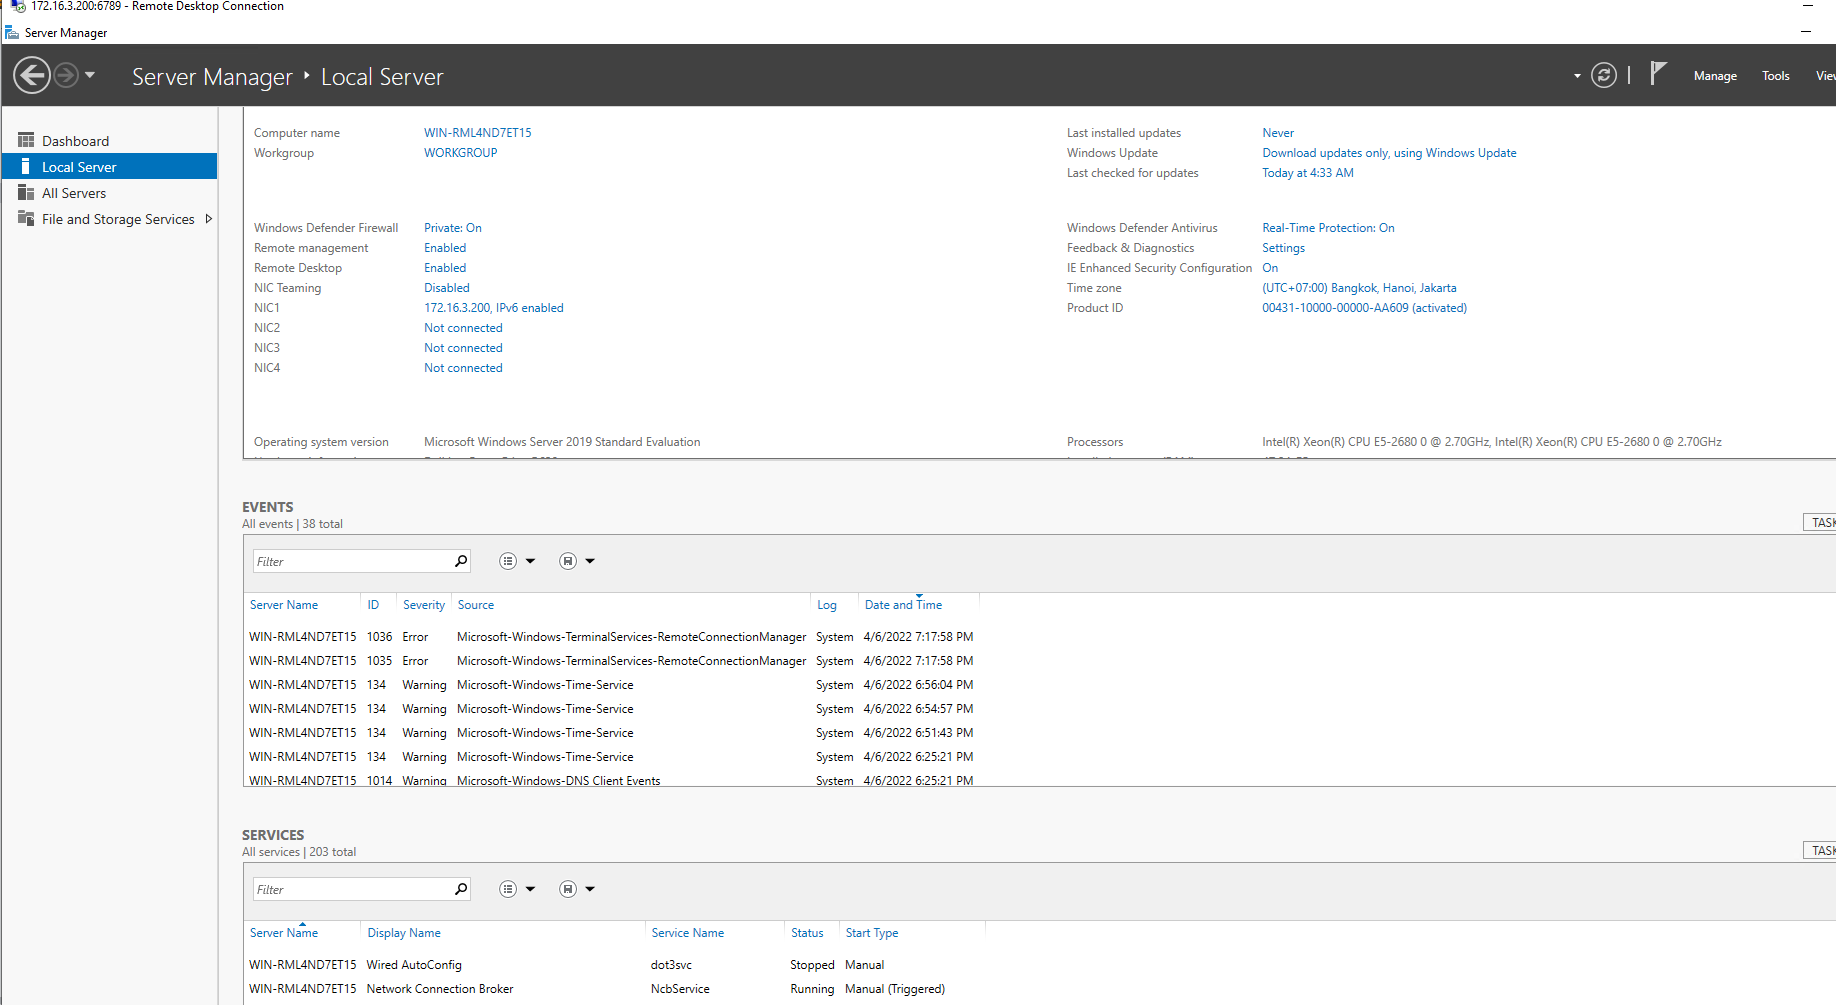 172.16.3.200:6789 - Remote Desktop Connection
Server Manager
Server Manager • Local Server
Manage Tools
Dashboard
Local Server
All Servers
File and Storage Services
Computer name WIN-RML4ND7ET15 Last installed updates Never
Workgroup WORKGROUP Windows Update Download updates only, using Windows Update
Last checked for updates Today at 4:33 AM
Windows Defender Firewall Private: On Windows Defender Antivirus Real-Time Protection: On
Remote management Enabled Feedback & Diagnostics Settings
Remote Desktop Enabled IE Enhanced Security Configuration On
NIC Teaming Disabled Time zone (UTC+07:00) Bangkok, Hanoi, Jakarta
NIC1 172.16.3.200, IPv6 enabled Product ID 00431-10000-00000-AA609 (activated)
NIC2 Not connected
NIC3 Not connected
NIC4 Not connected
Operating system version Microsoft Windows Server 2019 Standard Evaluation Processors Intel(R) Xeon(R) CPU E5-2680 0 @ 2.70GHz, Intel(R) Xeon(R) CPU E5-2680 0 @ 2.70GHz
EVENTS
All events | 38 total
TASK
Filter
Server Name ID Severity Source Log Date and Time
WIN-RML4ND7ET15 1036 Error Microsoft-Windows-TerminalServices-RemoteConnectionManager System 4/6/2022 7:17:58 PM
WIN-RML4ND7ET15 1035 Error Microsoft-Windows-TerminalServices-RemoteConnectionManager System 4/6/2022 7:17:58 PM
WIN-RML4ND7ET15 134 Warning Microsoft-Windows-Time-Service System 4/6/2022 6:56:04 PM
WIN-RML4ND7ET15 134 Warning Microsoft-Windows-Time-Service System 4/6/2022 6:54:57 PM
WIN-RML4ND7ET15 134 Warning Microsoft-Windows-Time-Service System 4/6/2022 6:51:43 PM
WIN-RML4ND7ET15 134 Warning Microsoft-Windows-Time-Service System 4/6/2022 6:25:21 PM
WIN-RML4ND7ET15 1014 Warning Microsoft-Windows-DNS Client Events System 4/6/2022 6:25:21 PM
SERVICES
All services | 203 total
TASK
Filter
Server Name Display Name Service Name Status Start Type
WIN-RML4ND7ET15 Wired AutoConfig dot3svc Stopped Manual
WIN-RML4ND7ET15 Network Connection Broker NcbService Running Manual (Triggered)